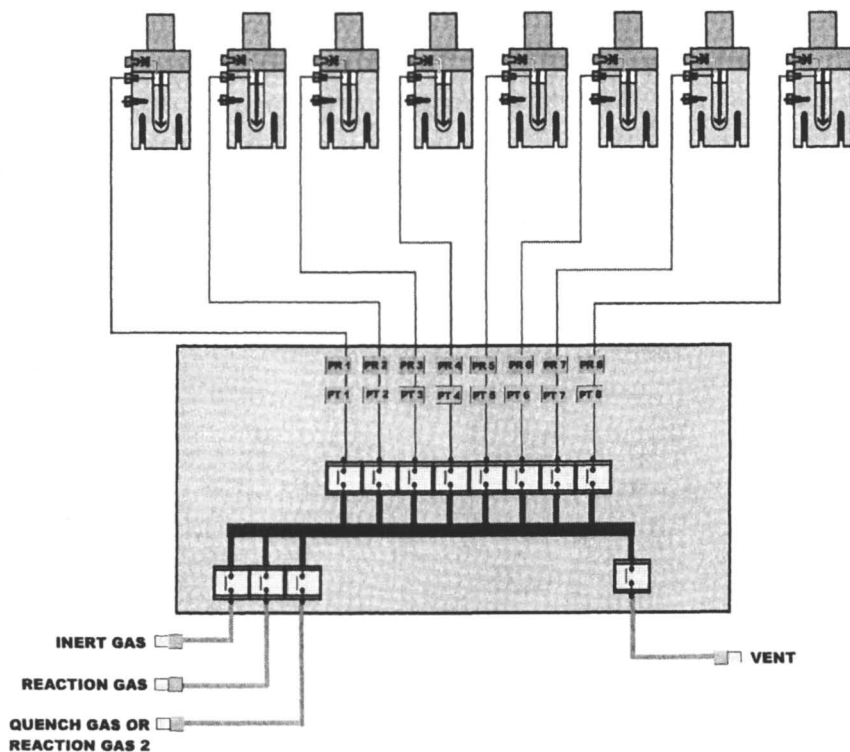 PR 1 PR 2 PR 3 PR 4 PR 5 PR 6 PR 7 PR 8
PT 1 PT 2 PT 3 PT 4 PT 5 PT 6 PT 7 PT 8
INERT GAS
VENT
REACTION GAS
QUENCH GAS OR
REACTION GAS 2